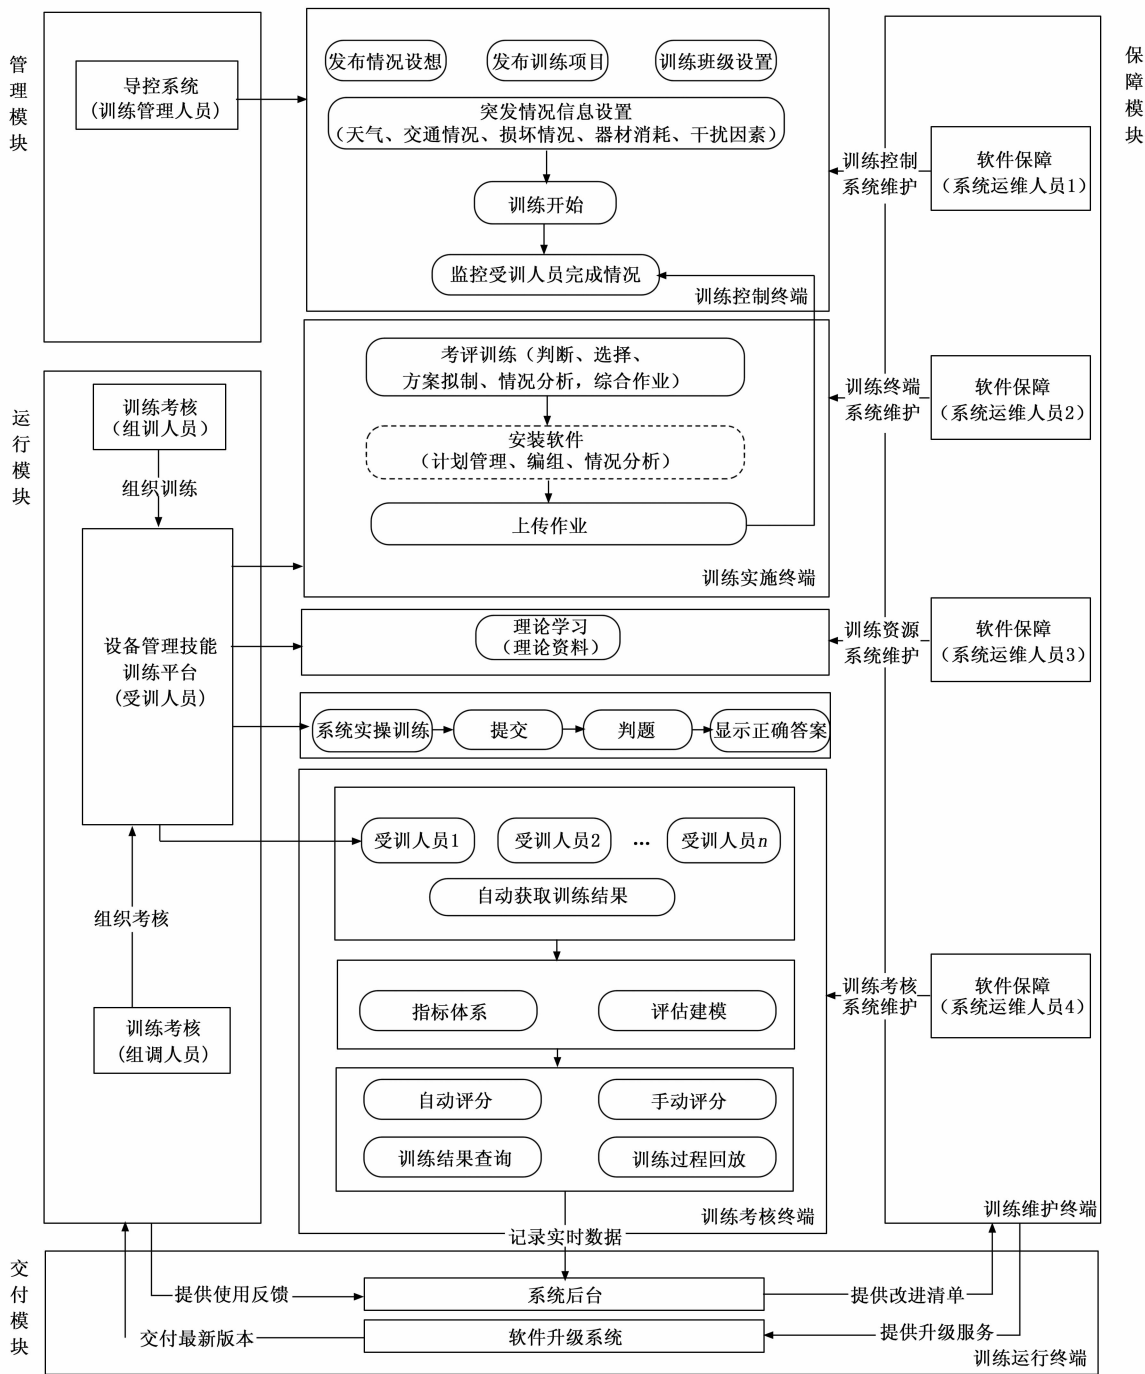 管理模块
导控系统
(训练管理人员)
发布情况设想
发布训练项目
训练班级设置
突发情况信息设置
(天气、交通情况、损坏情况、器材消耗、干扰因素)
训练开始
监控受训人员完成情况
训练控制终端
保障模块
训练控制
系统维护
软件保障
(系统运维人员1)
考评训练(判断、选择、
方案拟制、情况分析，综合作业)
安装软件
(计划管理、编组、情况分析)
上传作业
训练实施终端
训练终端
系统维护
软件保障
(系统运维人员2)
运行模块
训练考核
(组训人员)
组织训练
设备管理技能
训练平台
(受训人员)
理论学习
(理论资料)
训练资源
系统维护
软件保障
(系统运维人员3)
系统实操训练
提交
判题
显示正确答案
受训人员1
受训人员2
…
受训人员n
自动获取训练结果
组织考核
训练考核
(组调人员)
指标体系
评估建模
训练考核
系统维护
软件保障
(系统运维人员4)
自动评分
手动评分
训练结果查询
训练过程回放
训练考核终端
训练维护终端
记录实时数据
交付模块
提供使用反馈
系统后台
提供改进清单
交付最新版本
软件升级系统
提供升级服务
训练运行终端